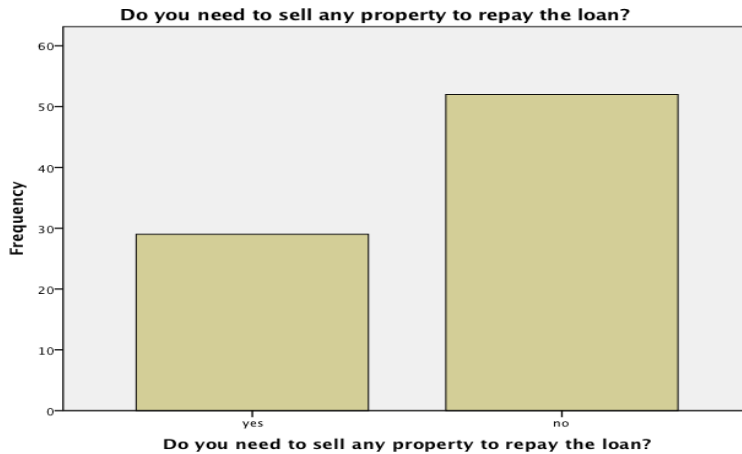 Do you need to sell any property to repay the loan?
60
50
40
30
20
10
0
Frequency
yes no
Do you need to sell any property to repay the loan?